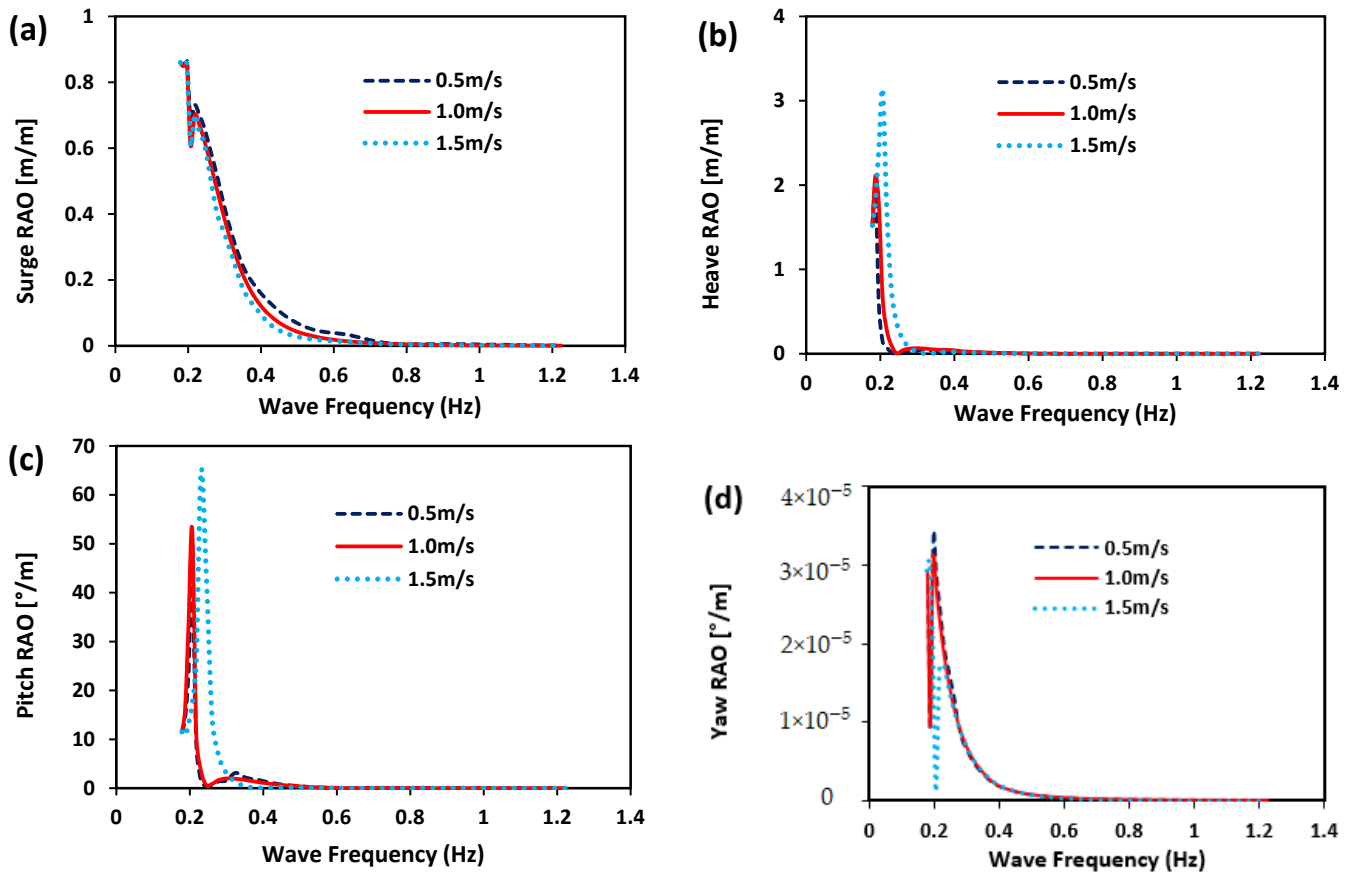 (a)
Surge RAO [m/m]
1
0.8
0.6
0.4
0.2
0
0.5m/s
1.0m/s
1.5m/s
0 0.2 0.4 0.6 0.8 1 1.2 1.4
Wave Frequency (Hz)
(b)
Heave RAO [m/m]
4
3
2
1
0
0.5m/s
1.0m/s
1.5m/s
0 0.2 0.4 0.6 0.8 1 1.2 1.4
Wave Frequency (Hz)
(c)
Pitch RAO [°/m]
70
60
50
40
30
20
10
0
0.5m/s
1.0m/s
1.5m/s
0 0.2 0.4 0.6 0.8 1 1.2 1.4
Wave Frequency (Hz)
(d)
Yaw RAO [°/m]
4×10⁻⁵
3×10⁻⁵
2×10⁻⁵
1×10⁻⁵
0
0.5m/s
1.0m/s
1.5m/s
0 0.2 0.4 0.6 0.8 1 1.2 1.4
Wave Frequency (Hz)